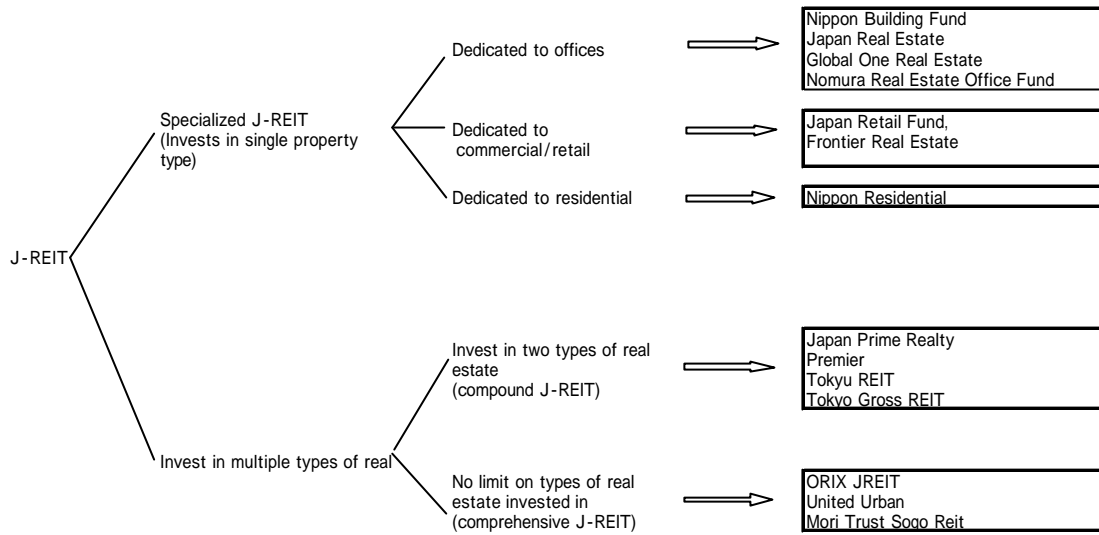 J-REIT
Specialized J-REIT
(Invests in single property
type)
Dedicated to offices
Nippon Building Fund
Japan Real Estate
Global One Real Estate
Nomura Real Estate Office Fund
Dedicated to
commercial/retail
Japan Retail Fund,
Frontier Real Estate
Dedicated to residential
Nippon Residential
Invest in multiple types of real
Invest in two types of real
estate
(compound J-REIT)
Japan Prime Realty
Premier
Tokyu REIT
Tokyo Gross REIT
No limit on types of real
estate invested in
(comprehensive J-REIT)
ORIX JREIT
United Urban
Mori Trust Sogo Reit